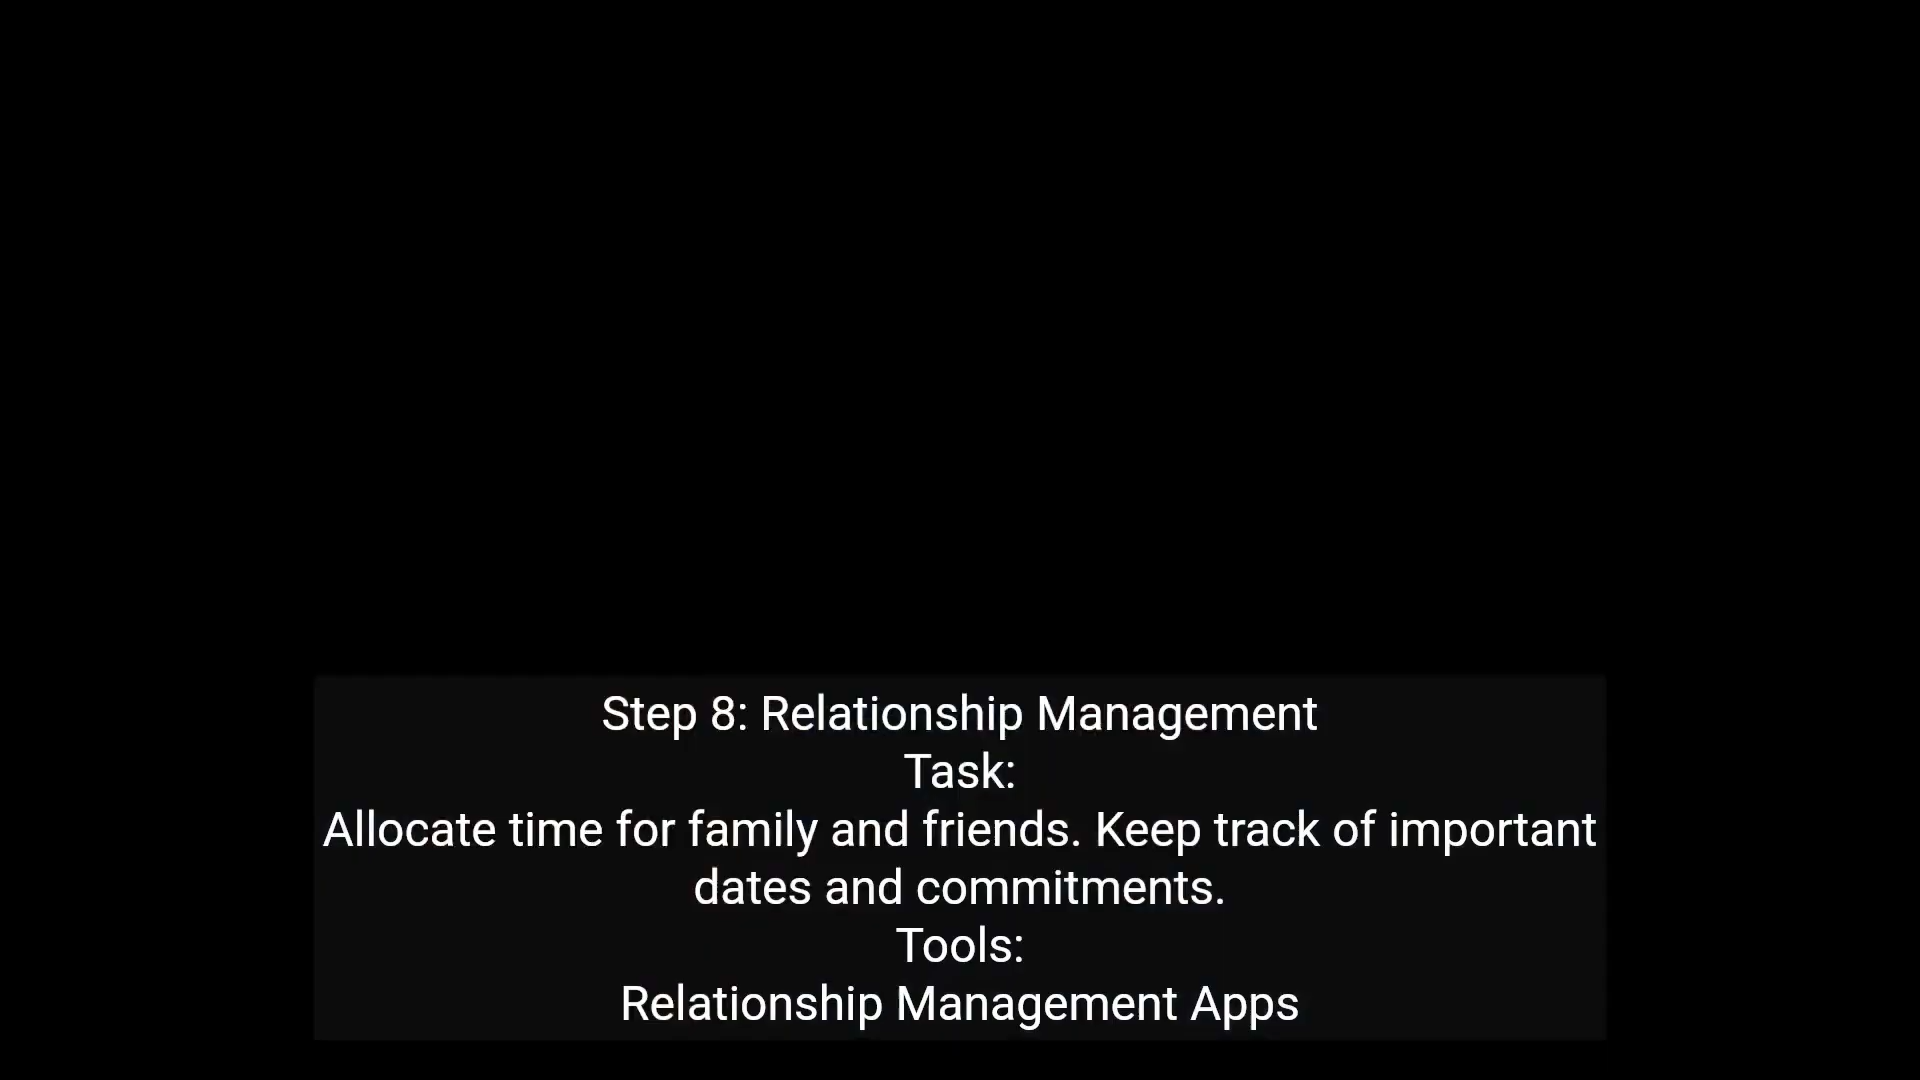 Step 8: Relationship Management
Task:
Allocate time for family and friends. Keep track of important
dates and commitments.
Tools:
Relationship Management Apps